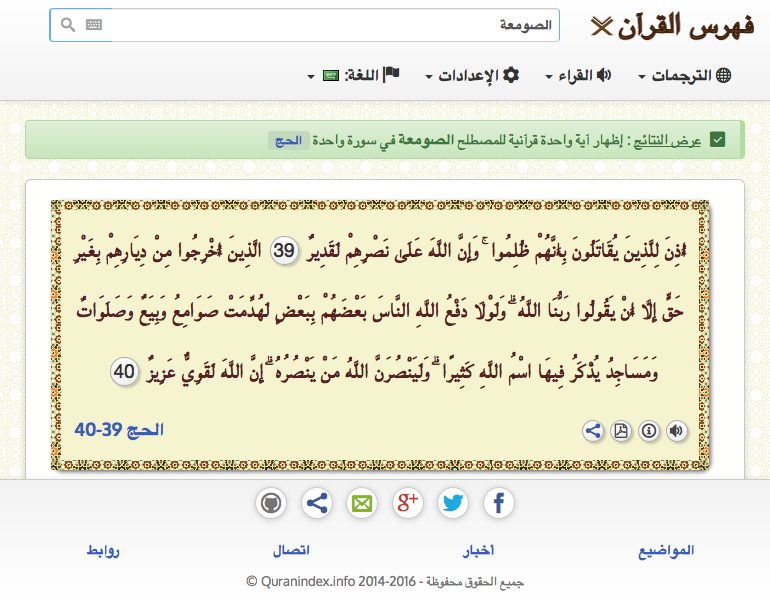 فهرس القرآن
الصومعة
الترجمات
القراء
الإعدادات
اللغة:
عرض النتائج : إظهار آية واحدة قرآنية للمصطلح الصومعة في سورة واحدة الحج
أُذِنَ لِلَّذِينَ يُقَاتَلُونَ بِأَنَّهُمْ ظُلِمُوا ۚ وَإِنَّ اللَّهَ عَلَىٰ نَصْرِهِمْ لَقَدِيرٌ 39 الَّذِينَ أُخْرِجُوا مِنْ دِيَارِهِمْ بِغَيْرِ
حَقٍّ إِلَّا أَنْ يَقُولُوا رَبُّنَا اللَّهُ ۗ وَلَوْلَا دَفْعُ اللَّهِ النَّاسَ بَعْضَهُمْ بِبَعْضٍ لَهُدِّمَتْ صَوَامِعُ وَبِيَعٌ وَصَلَوَاتٌ
وَمَسَاجِدُ يُذْكَرُ فِيهَا اسْمُ اللَّهِ كَثِيرًا ۗ وَلَيَنْصُرَنَّ اللَّهُ مَنْ يَنْصُرُهُ ۗ إِنَّ اللَّهَ لَقَوِيٌّ عَزِيزٌ 40
الحج 39-40
المواضيع
أخبار
اتصال
روابط
جميع الحقوق محفوظة - Quranindex.info 2014-2016 ©